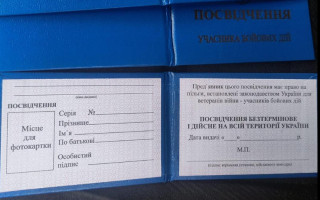 ПОСВІДЧЕННЯ
УЧАСНИКА БОЙОВИХ ДІЙ
ПОСВІДЧЕННЯ
Серія №
Прізвище
Ім'я
По батькові
Особистий
підпис
Місце
для
фотокартки
Пред'явник цього посвідчення має право на
пільги, встановлені законодавством України для
ветеранів війни - учасників бойових дій
ПОСВІДЧЕННЯ БЕЗТЕРМІНОВЕ
І ДІЙСНЕ НА ВСІЙ ТЕРИТОРІЇ УКРАЇНИ
Дата видачі « »
М.П.